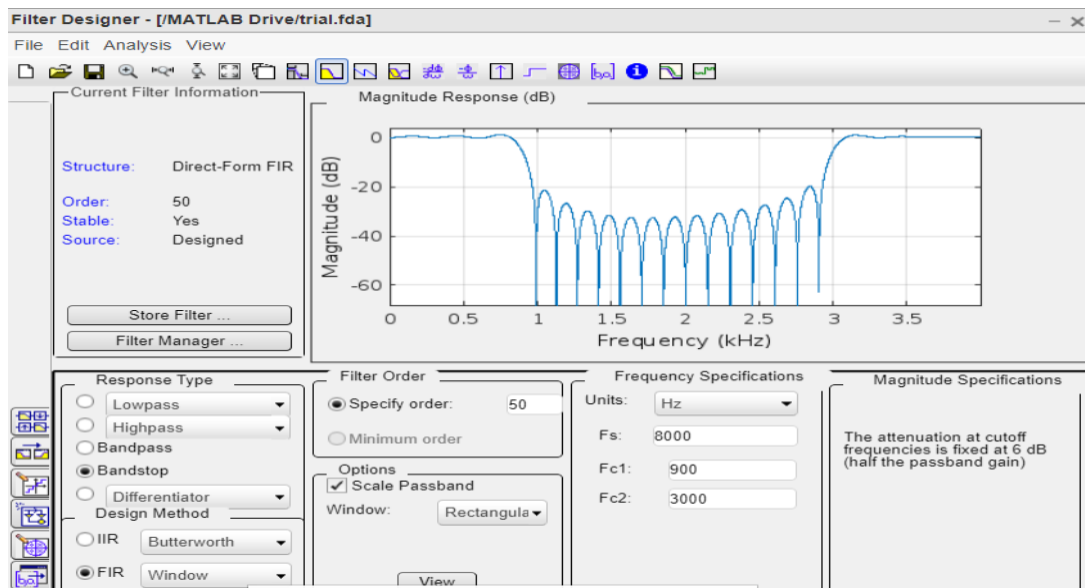 Filter Designer - [/MATLAB Drive/trial.fda]
File Edit Analysis View
Current Filter Information
Structure: Direct-Form FIR
Order: 50
Stable: Yes
Source: Designed
Store Filter ...
Filter Manager ...
Magnitude Response (dB)
Magnitude (dB)
0
-20
-40
-60
0 0.5 1 1.5 2 2.5 3 3.5
Frequency (kHz)
Response Type
Lowpass
Highpass
Bandpass
Bandstop
Differentiator
Design Method
IIR Butterworth
FIR Window
Filter Order
Specify order: 50
Minimum order
Options
Scale Passband
Window: Rectangula
View
Frequency Specifications
Units: Hz
Fs: 8000
Fc1: 900
Fc2: 3000
Magnitude Specifications
The attenuation at cutoff
frequencies is fixed at 6 dB
(half the passband gain)